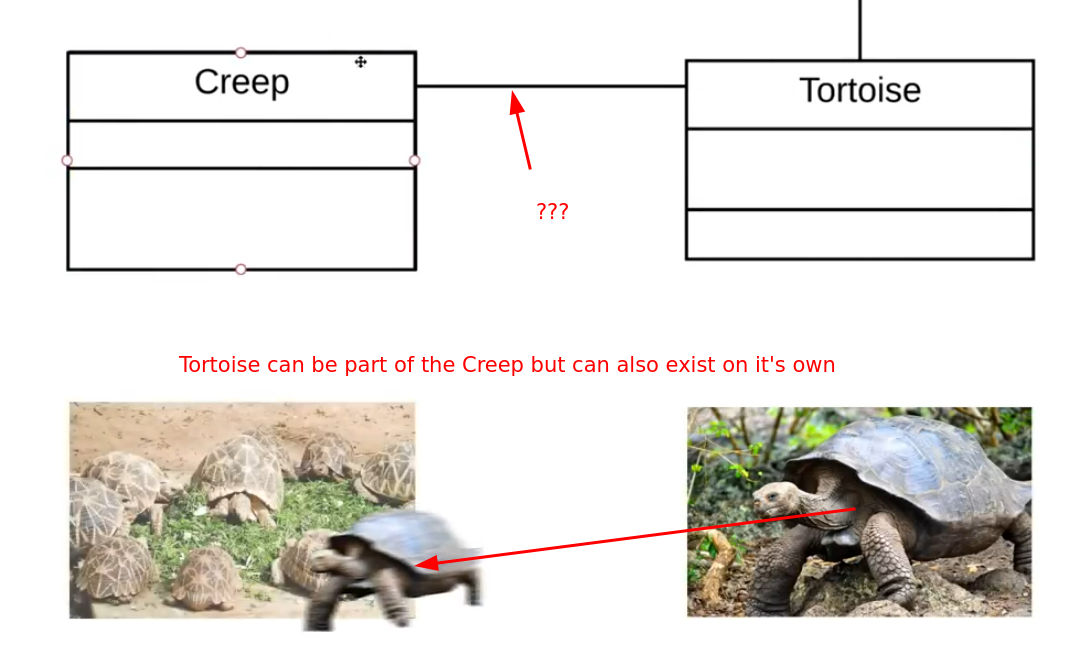 Creep
Tortoise
???
Tortoise can be part of the Creep but can also exist on it's own